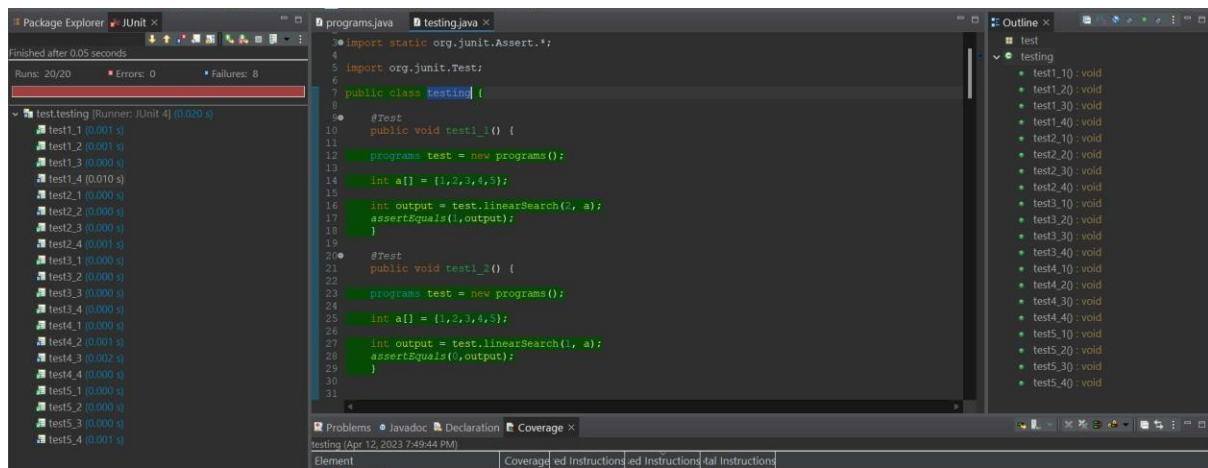 Package Explorer JUnit ×
Finished after 0.05 seconds
Runs: 20/20 Errors: 0 Failures: 8
test.testing [Runner: JUnit 4] (0.020 s)
test1_1 (0.001 s)
test1_2 (0.001 s)
test1_3 (0.000 s)
test1_4 (0.010 s)
test2_1 (0.000 s)
test2_2 (0.000 s)
test2_3 (0.000 s)
test2_4 (0.001 s)
test3_1 (0.000 s)
test3_2 (0.000 s)
test3_3 (0.000 s)
test3_4 (0.000 s)
test4_1 (0.000 s)
test4_2 (0.001 s)
test4_3 (0.002 s)
test4_4 (0.000 s)
test5_1 (0.000 s)
test5_2 (0.000 s)
test5_3 (0.000 s)
test5_4 (0.001 s)
programs.java testing.java ×
3 import static org.junit.Assert.*;
4
5 import org.junit.Test;
6
7 public class testing {
8
9 @Test
10 public void test1_1() {
11
12 programs test = new programs();
13
14 int a[] = {1,2,3,4,5};
15
16 int output = test.linearSearch(2, a);
17 assertEquals(1,output);
18 }
19
20 @Test
21 public void test1_2() {
22
23 programs test = new programs();
24
25 int a[] = {1,2,3,4,5};
26
27 int output = test.linearSearch(1, a);
28 assertEquals(0,output);
29 }
30
31
Problems Javadoc Declaration Coverage ×
testing (Apr 12, 2023 7:49:44 PM)
Element Coverage ed Instructions ed Instructions tal Instructions
Outline ×
test
testing
test1_1() : void
test1_2() : void
test1_3() : void
test1_4() : void
test2_1() : void
test2_2() : void
test2_3() : void
test2_4() : void
test3_1() : void
test3_2() : void
test3_3() : void
test3_4() : void
test4_1() : void
test4_2() : void
test4_3() : void
test4_4() : void
test5_1() : void
test5_2() : void
test5_3() : void
test5_4() : void